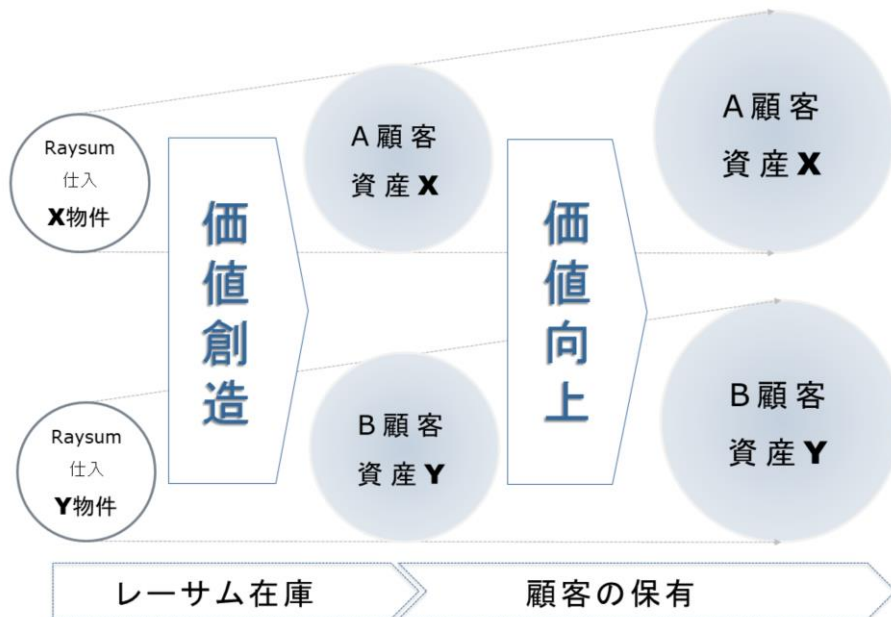 Raysum
仕入
X物件
価値創造
A顧客
資産X
価値向上
A顧客
資産X
Raysum
仕入
Y物件
B顧客
資産Y
B顧客
資産Y
レーサム在庫
顧客の保有